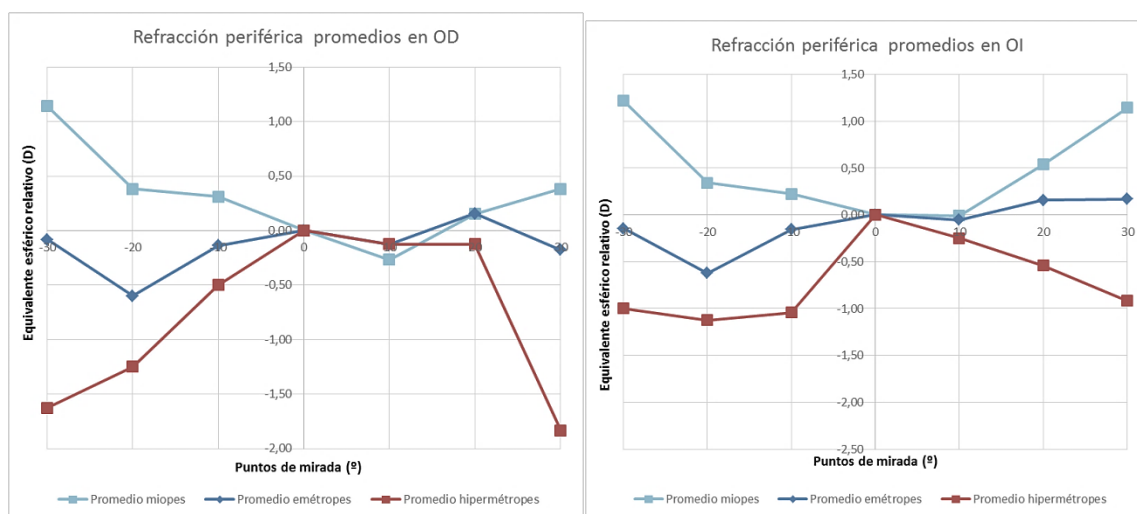 Refracción periférica promedios en OD
Equivalente esférico relativo (D)
1,50
1,00
0,50
0,00
-0,50
-1,00
-1,50
-2,00
-30
-20
-10
0
10
20
30
Puntos de mirada (º)
Promedio miopes
Promedio emétropes
Promedio hipermétropes
Refracción periférica promedios en OI
Equivalente esférico relativo (D)
1,50
1,00
0,50
0,00
-0,50
-1,00
-1,50
-2,00
-2,50
-30
-20
-10
0
10
20
30
Puntos de mirada (º)
Promedio miopes
Promedio emétropes
Promedio hipermétropes